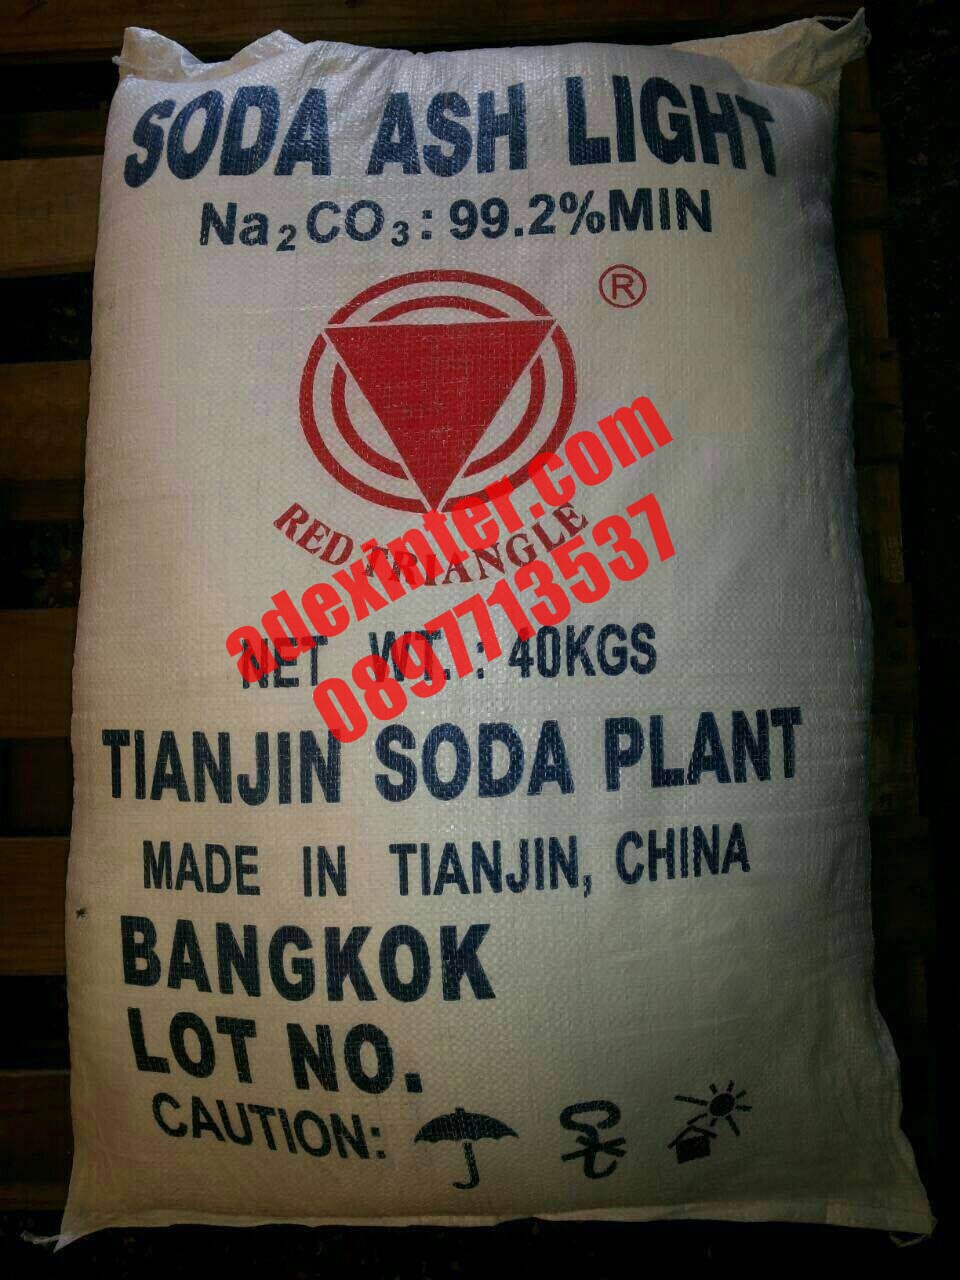 SODA ASH LIGHT
Na₂CO₃: 99.2%MIN
®
RED TRIANGLE
adexinter.com
0897713537
NET WT. : 40KGS
TIANJIN SODA PLANT
MADE IN TIANJIN, CHINA
BANGKOK
LOT NO.
CAUTION: